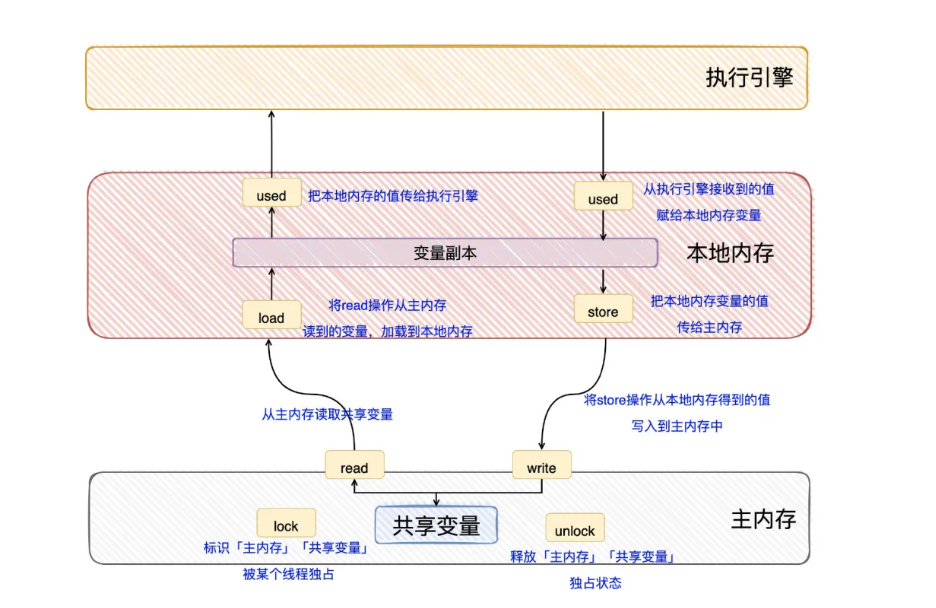 执行引擎
used
把本地内存的值传给执行引擎
used
从执行引擎接收到的值
赋给本地内存变量
变量副本
本地内存
load
将read操作从主内存
读到的变量，加载到本地内存
store
把本地内存变量的值
传给主内存
从主内存读取共享变量
将store操作从本地内存得到的值
写入到主内存中
read
write
主内存
lock
标识「主内存」「共享变量」
被某个线程独占
共享变量
unlock
释放「主内存」「共享变量」
独占状态